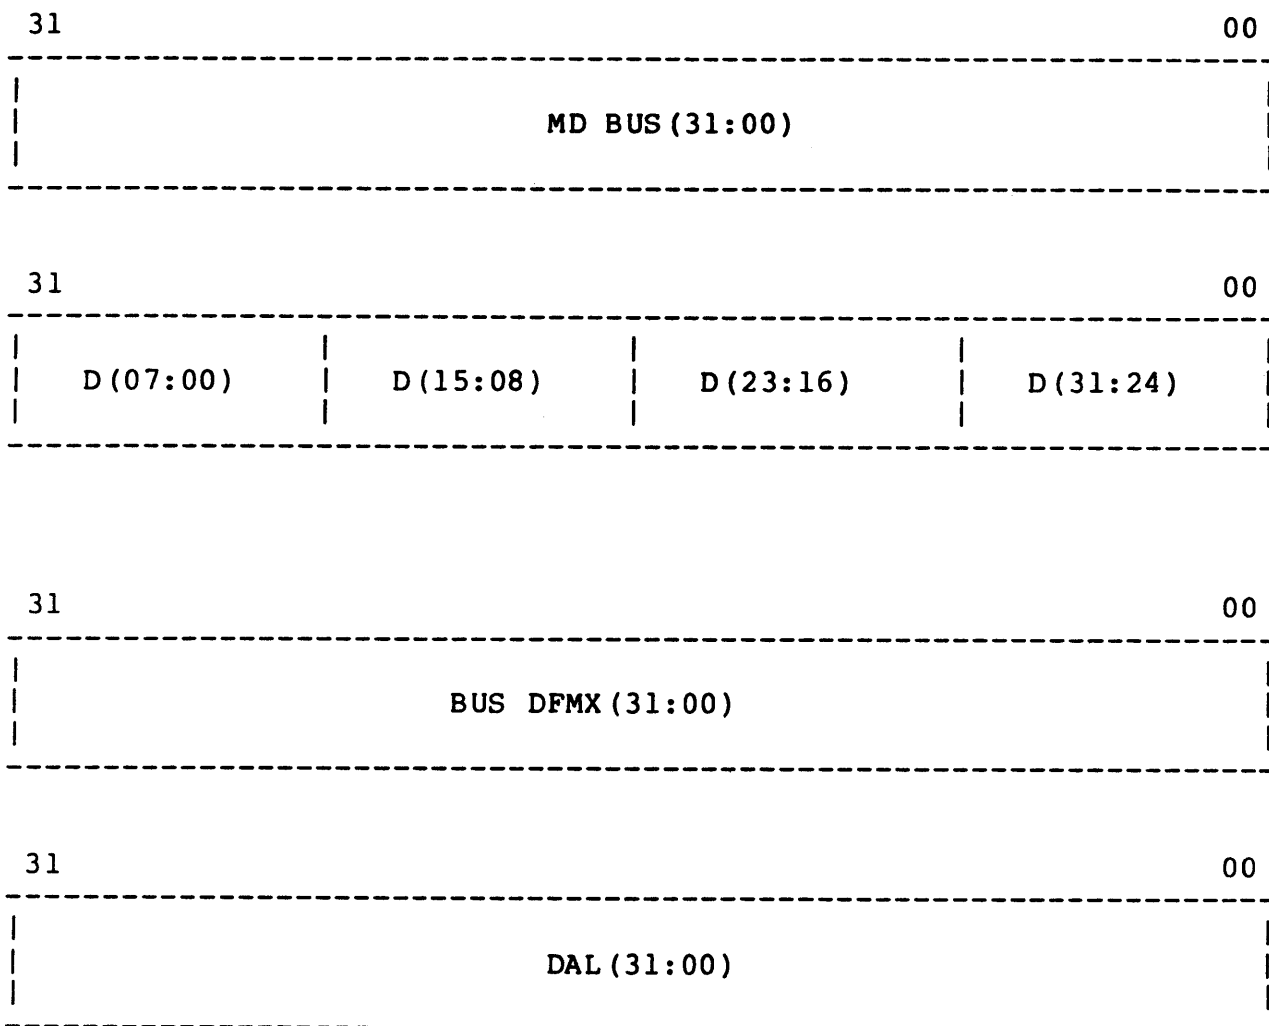 31 00
MD BUS(31:00)
31 00
D(07:00) D(15:08) D(23:16) D(31:24)
31 00
BUS DFMX(31:00)
31 00
DAL(31:00)